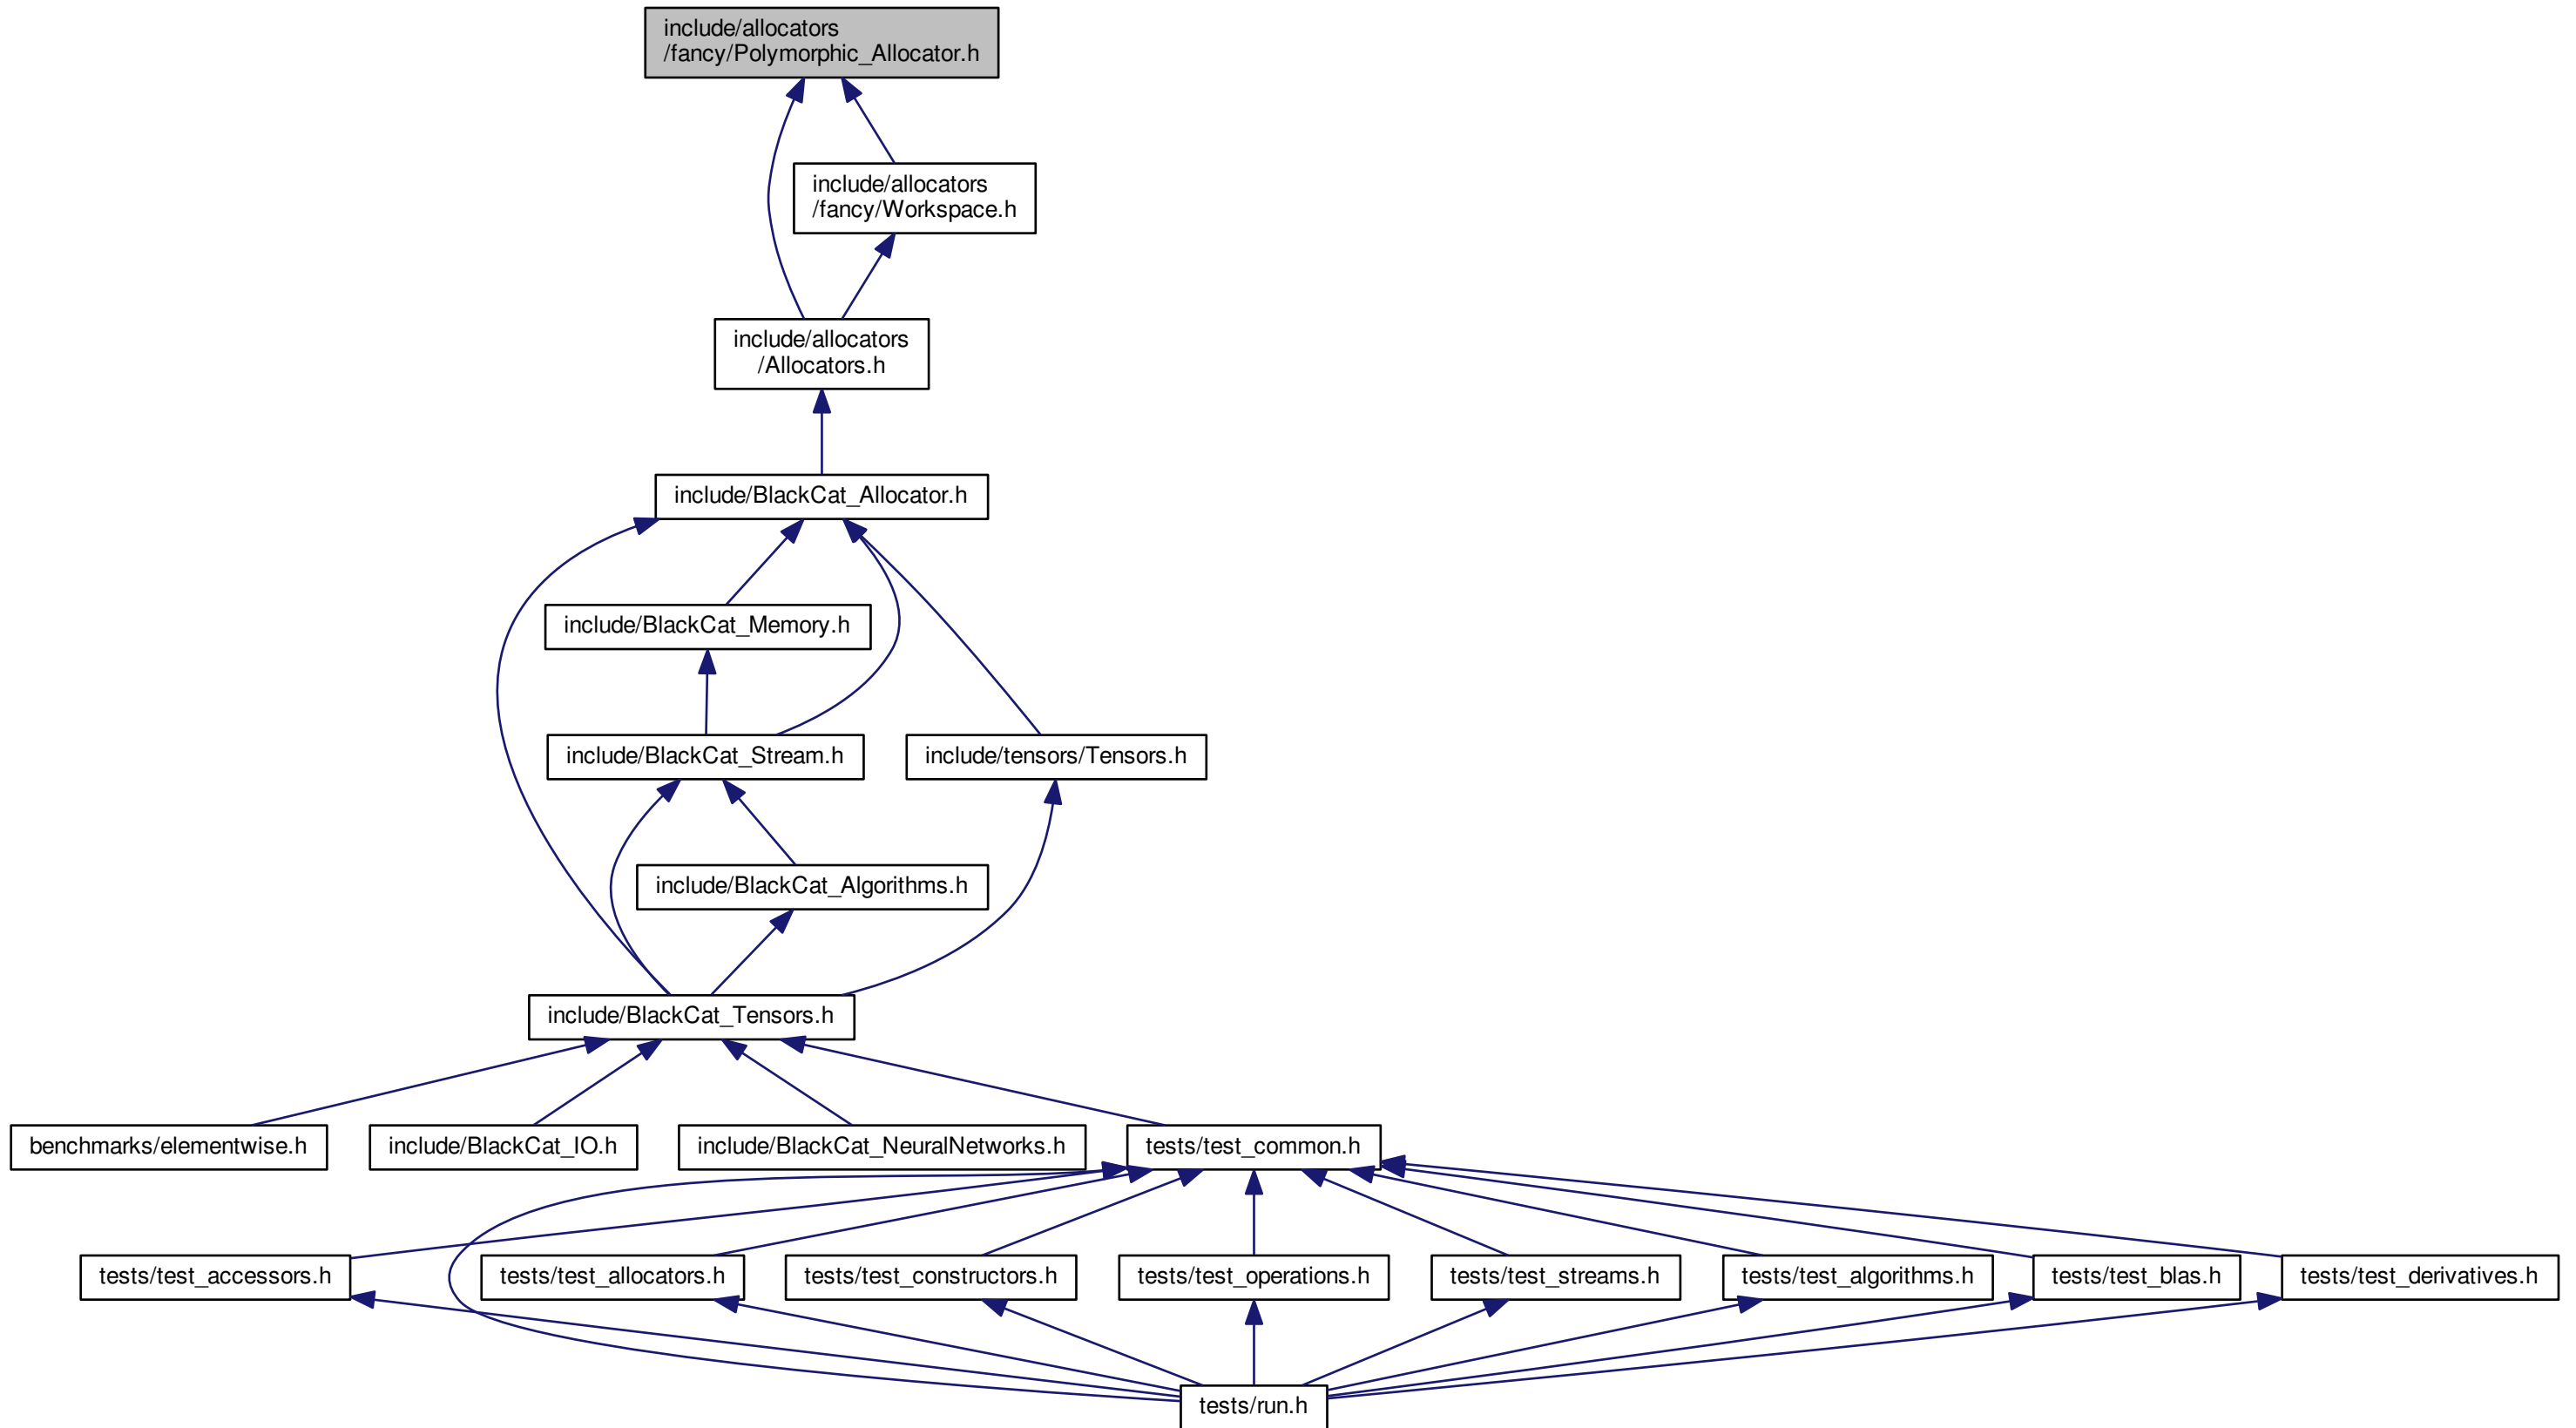 include/allocators
/fancy/Polymorphic_Allocator.h
include/allocators
/fancy/Workspace.h
include/allocators
/Allocators.h
include/BlackCat_Allocator.h
include/BlackCat_Memory.h
include/BlackCat_Stream.h
include/tensors/Tensors.h
include/BlackCat_Algorithms.h
include/BlackCat_Tensors.h
benchmarks/elementwise.h
include/BlackCat_IO.h
include/BlackCat_NeuralNetworks.h
tests/test_common.h
tests/test_accessors.h
tests/test_allocators.h
tests/test_constructors.h
tests/test_operations.h
tests/test_streams.h
tests/test_algorithms.h
tests/test_blas.h
tests/test_derivatives.h
tests/run.h